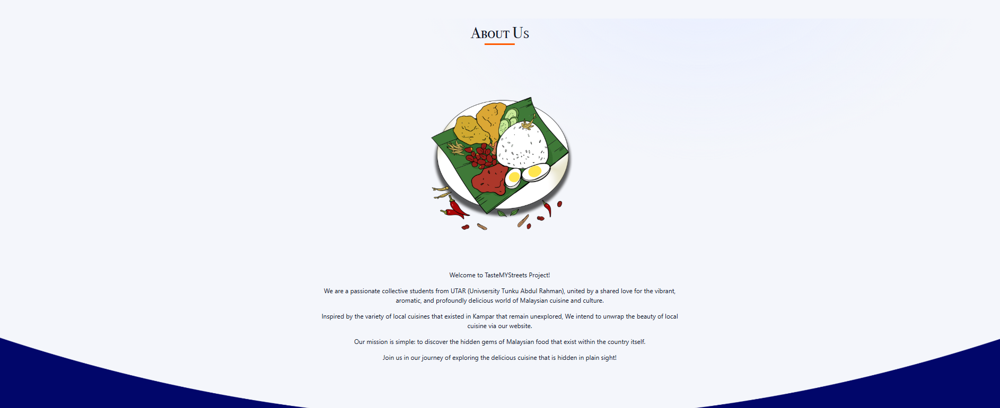 About Us
Welcome to TasteMYStreets Project!
We are a passionate collective students from UTAR (Univsersity Tunku Abdul Rahman), united by a shared love for the vibrant,
aromatic, and profoundly delicious world of Malaysian cuisine and culture.
Inspired by the variety of local cuisines that existed in Kampar that remain unexplored, We intend to unwrap the beauty of local
cuisine via our website.
Our mission is simple: to discover the hidden gems of Malaysian food that exist within the country itself.
Join us in our journey of exploring the delicious cuisine that is hidden in plain sight!